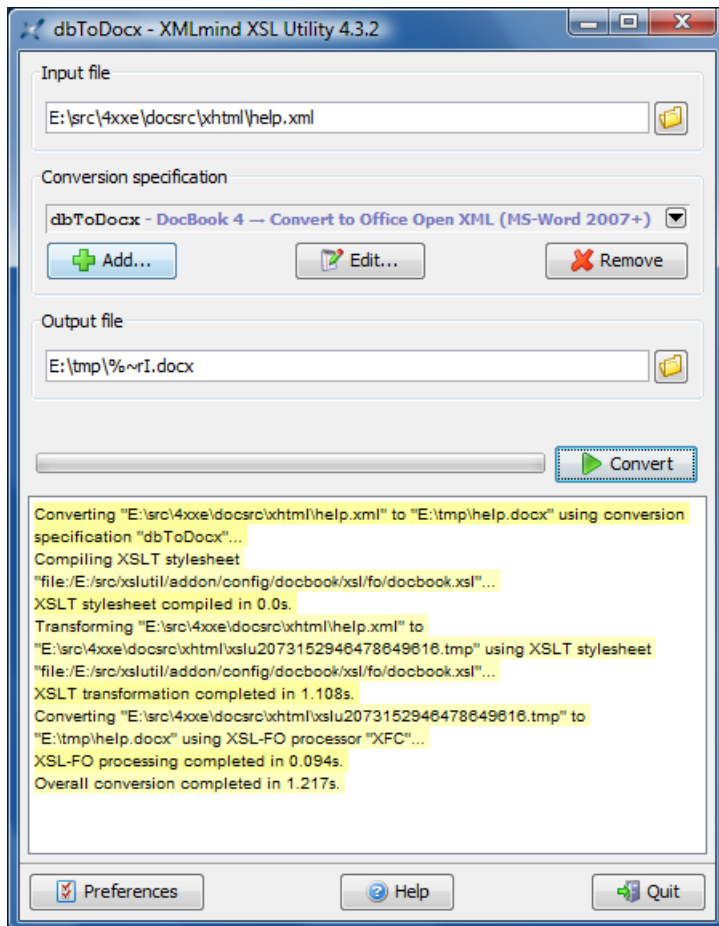 dbToDocx - XMLmind XSL Utility 4.3.2
Input file
E:\src\4xxe\docsrc\xhtml\help.xml
Conversion specification
dbToDocx - DocBook 4 → Convert to Office Open XML (MS-Word 2007+)
Add...
Edit...
Remove
Output file
E:\tmp\%~rI.docx
Convert
Converting "E:\src\4xxe\docsrc\xhtml\help.xml" to "E:\tmp\help.docx" using conversion
specification "dbToDocx"...
Compiling XSLT stylesheet
"file:/E:/src/xslutil/addon/config/docbook/xsl/fo/docbook.xsl"...
XSLT stylesheet compiled in 0.0s.
Transforming "E:\src\4xxe\docsrc\xhtml\help.xml" to
"E:\src\4xxe\docsrc\xhtml\xslu2073152946478649616.tmp" using XSLT stylesheet
"file:/E:/src/xslutil/addon/config/docbook/xsl/fo/docbook.xsl"...
XSLT transformation completed in 1.108s.
Converting "E:\src\4xxe\docsrc\xhtml\xslu2073152946478649616.tmp" to
"E:\tmp\help.docx" using XSL-FO processor "XFC"...
XSL-FO processing completed in 0.094s.
Overall conversion completed in 1.217s.
Preferences
Help
Quit